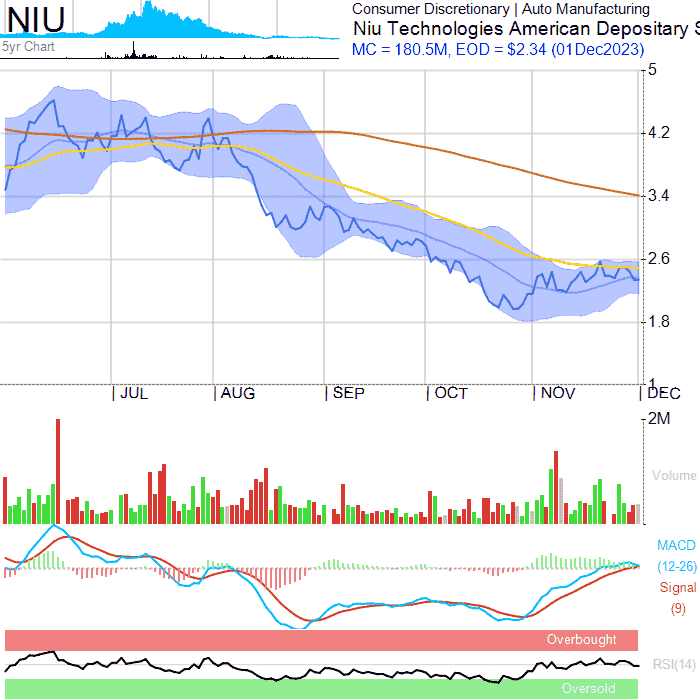 NIU
Consumer Discretionary | Auto Manufacturing
Niu Technologies American Depositary S
5yr Chart
MC = 180.5M, EOD = $2.34 (01Dec2023)
5
4.2
3.4
2.6
1.8
1
JUL
AUG
SEP
OCT
NOV
DEC
2M
Volume
MACD
(12-26)
Signal
(9)
Overbought
RSI(14)
Oversold